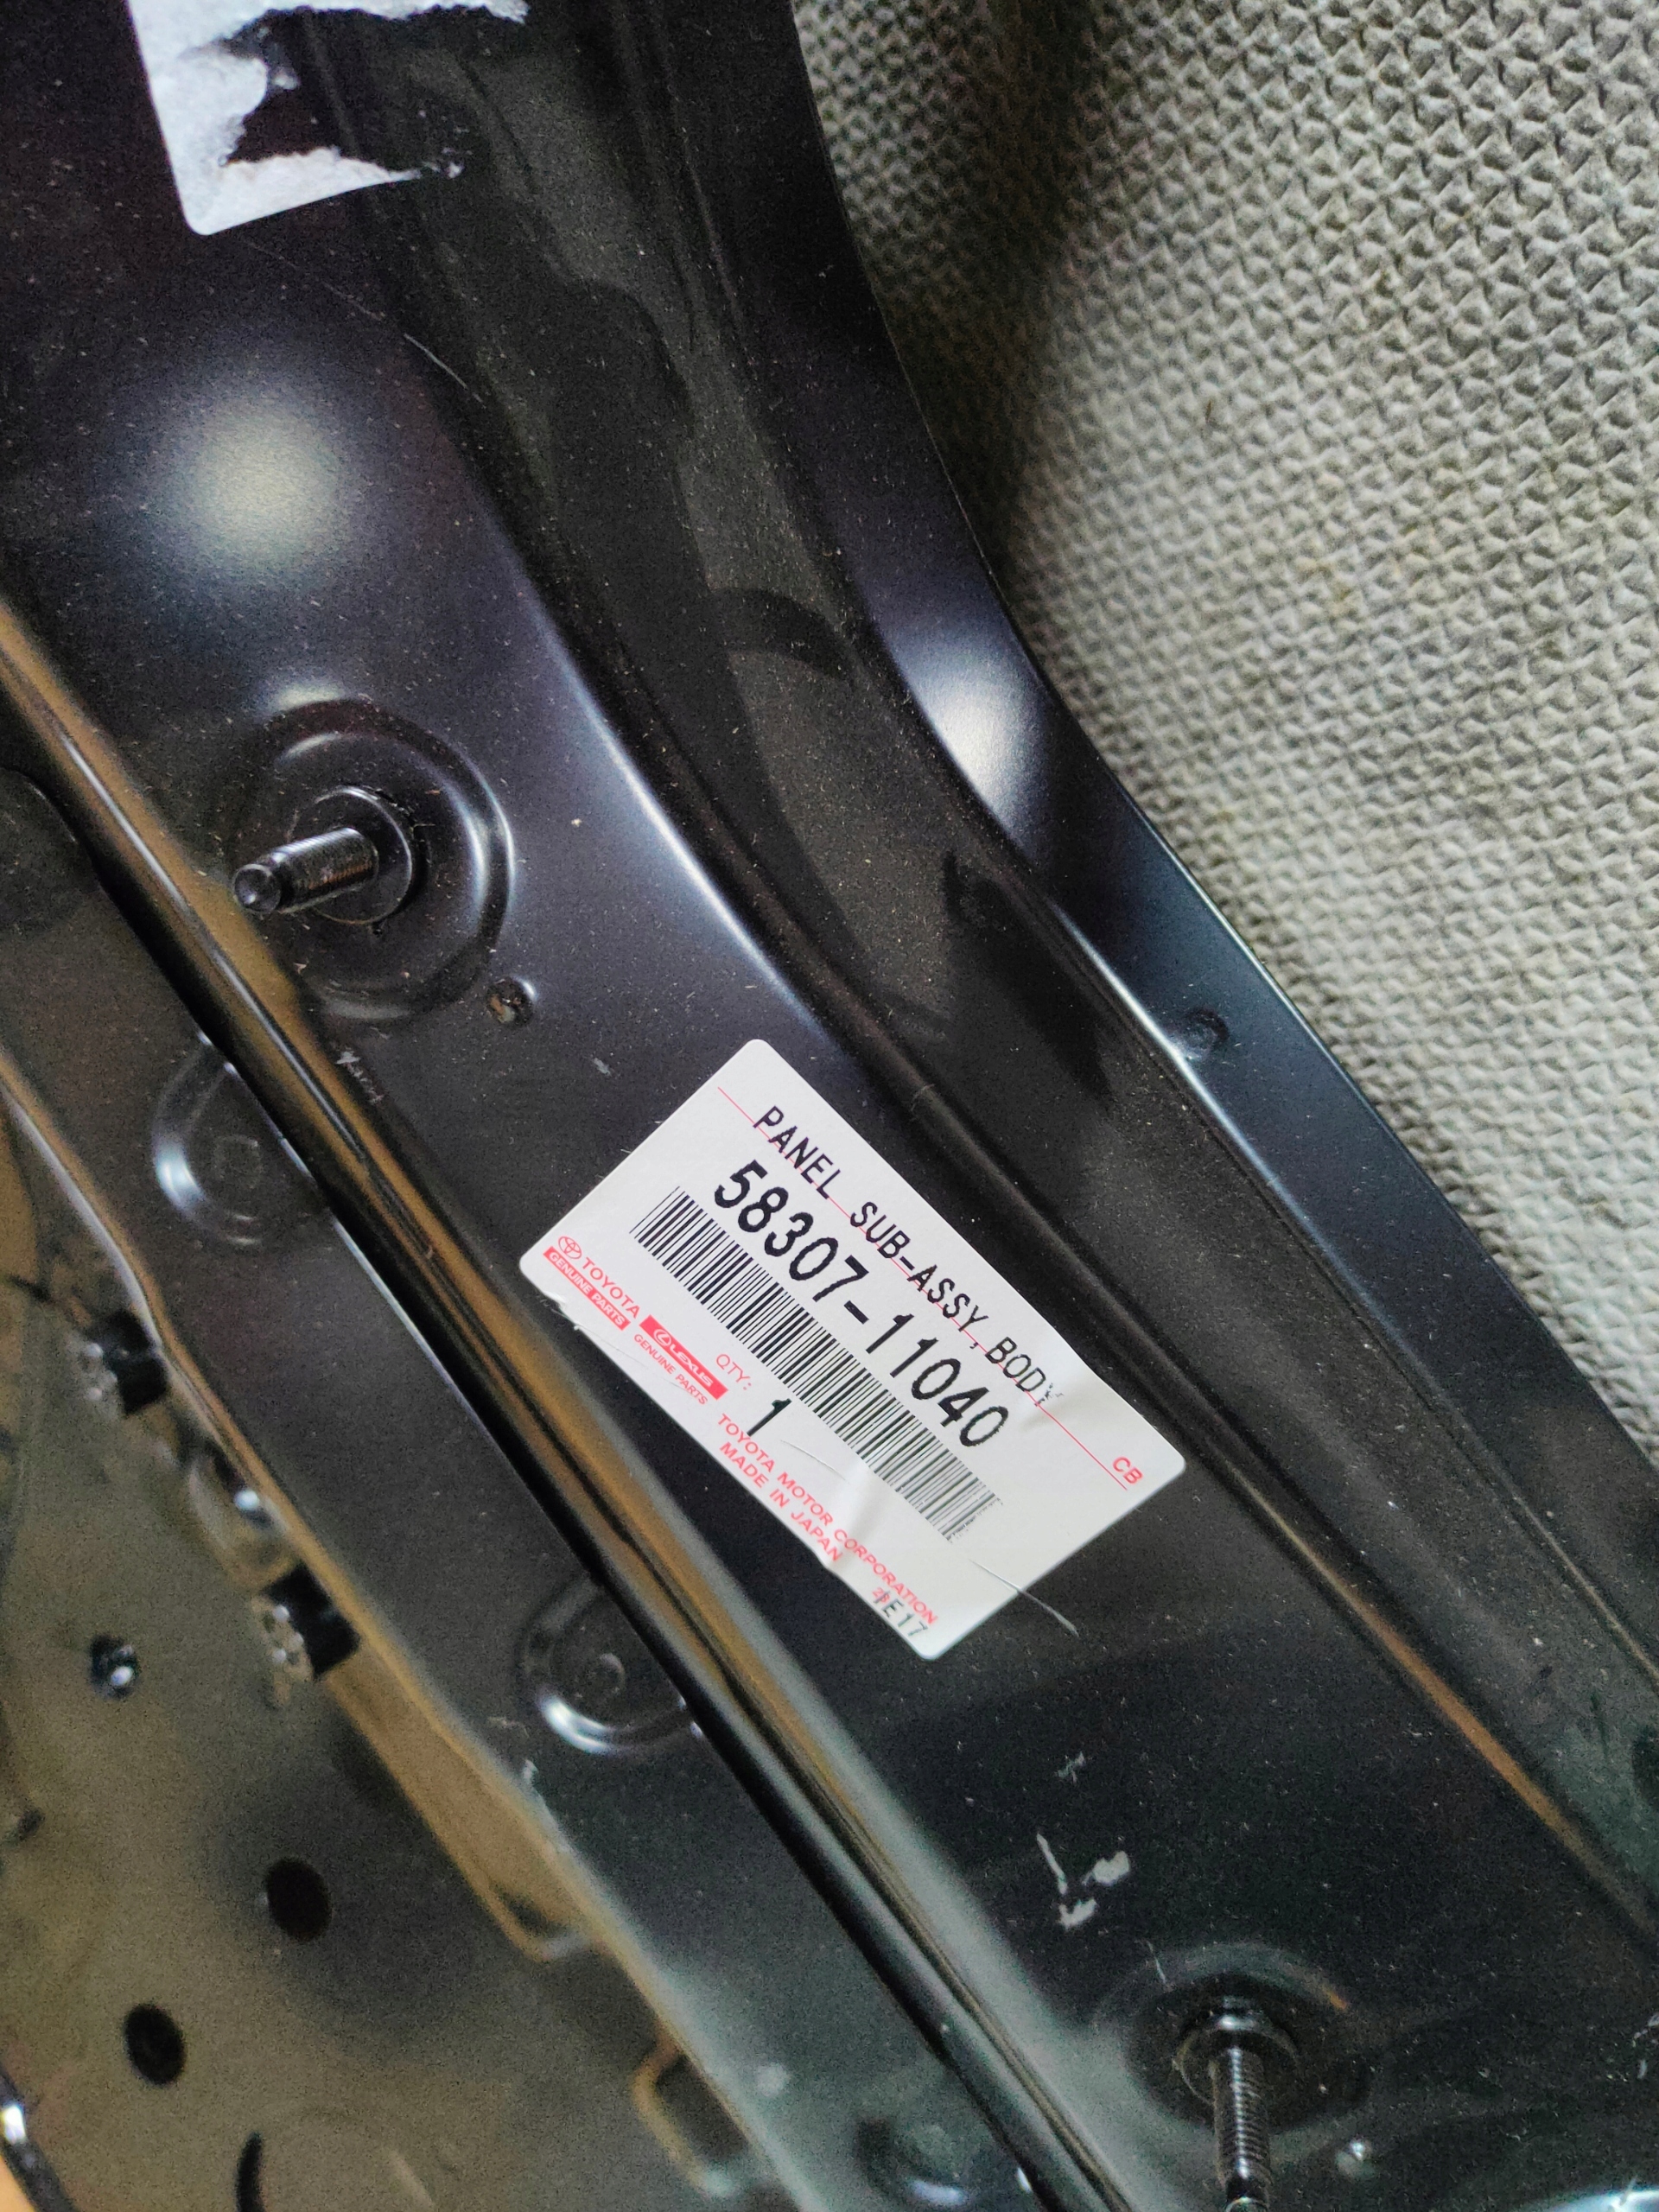 PANEL SUB-ASSY, BODY
CB
58307-11040
TOYOTA
GENUINE PARTS
LEXUS
GENUINE PARTS
QTY:
1
TOYOTA MOTOR CORPORATION
MADE IN JAPAN